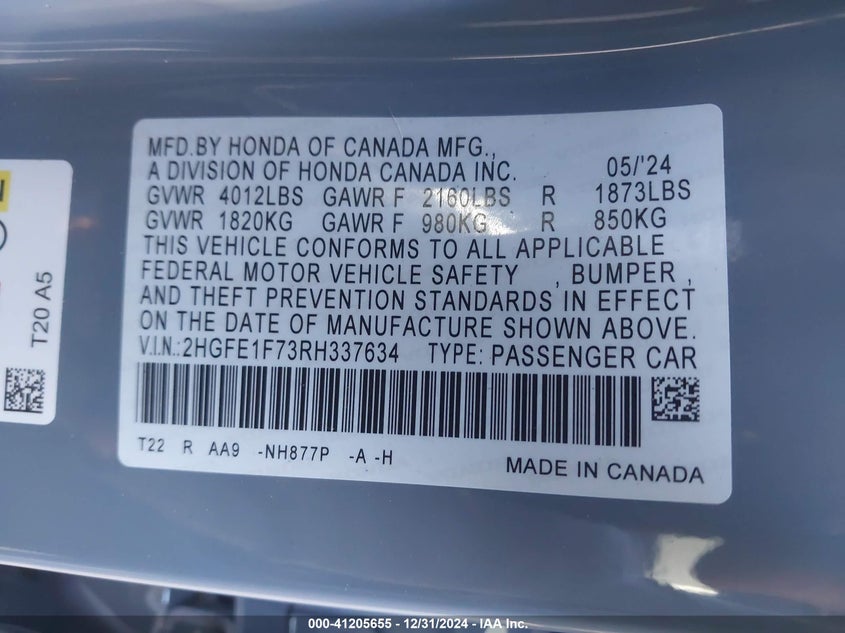 MFD.BY HONDA OF CANADA MFG.,
A DIVISION OF HONDA CANADA INC. 05/'24
GVWR 4012LBS GAWR F 2160LBS R 1873LBS
GVWR 1820KG GAWR F 980KG R 850KG
THIS VEHICLE CONFORMS TO ALL APPLICABLE
FEDERAL MOTOR VEHICLE SAFETY , BUMPER ,
AND THEFT PREVENTION STANDARDS IN EFFECT
ON THE DATE OF MANUFACTURE SHOWN ABOVE.
V.I.N.:2HGFE1F73RH337634 TYPE: PASSENGER CAR
T22 R AA9 -NH877P -A -H
MADE IN CANADA
T20 A5
000-41205655 - 12/31/2024 - IAA Inc.